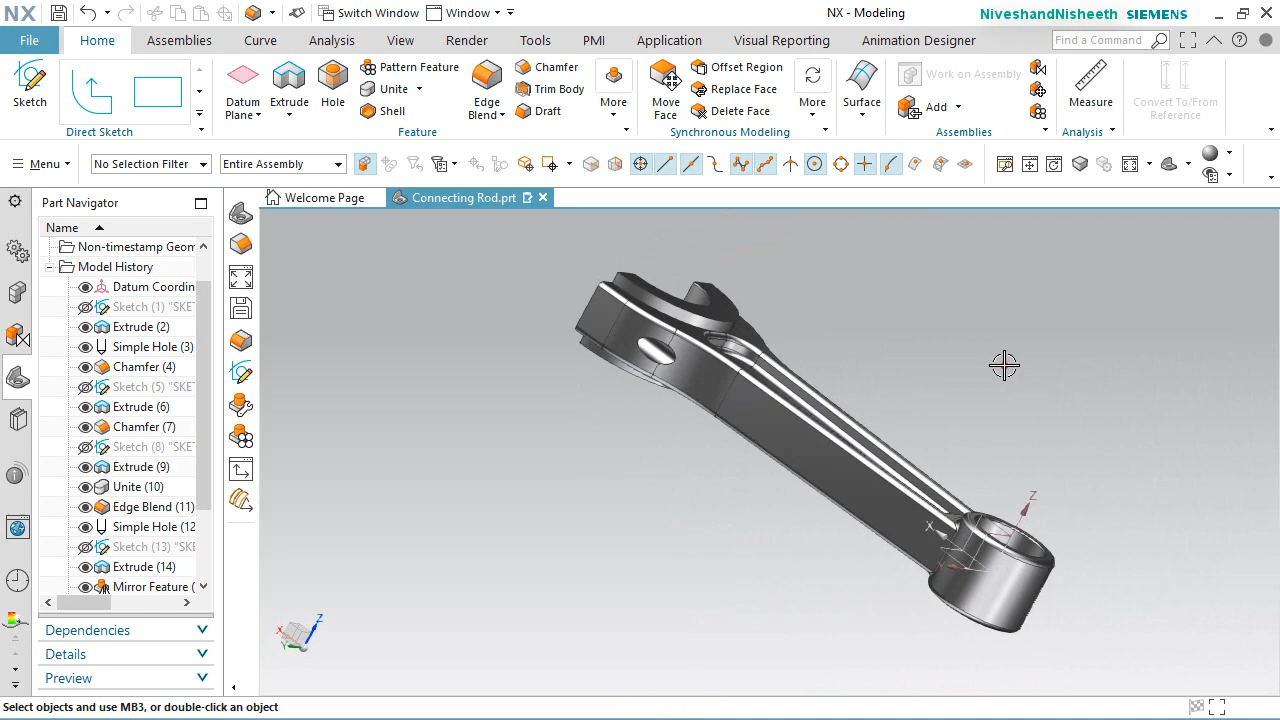 NX Switch Window Window NX - Modeling NiveshandNisheeth SIEMENS
File Home Assemblies Curve Analysis View Render Tools PMI Application Visual Reporting Animation Designer Find a Command
Sketch
Direct Sketch
Datum Plane
Extrude
Hole
Pattern Feature
Unite
Shell
Edge Blend
Chamfer
Trim Body
Draft
More
Feature
Move Face
Offset Region
Replace Face
Delete Face
More
Synchronous Modeling
Surface
Work on Assembly
Add
Assemblies
Measure
Analysis
Convert To/From Reference
Menu No Selection Filter Entire Assembly
Welcome Page Connecting Rod.prt
Part Navigator
Name
Non-timestamp Geom
Model History
Datum Coordin
Sketch (1) "SKE
Extrude (2)
Simple Hole (3)
Chamfer (4)
Sketch (5) "SKE
Extrude (6)
Chamfer (7)
Sketch (8) "SKE
Extrude (9)
Unite (10)
Edge Blend (11)
Simple Hole (12
Sketch (13) "SKE
Extrude (14)
Mirror Feature (
Dependencies
Details
Preview
Z
X
Y
Z
X
Y
Select objects and use MB3, or double-click an object